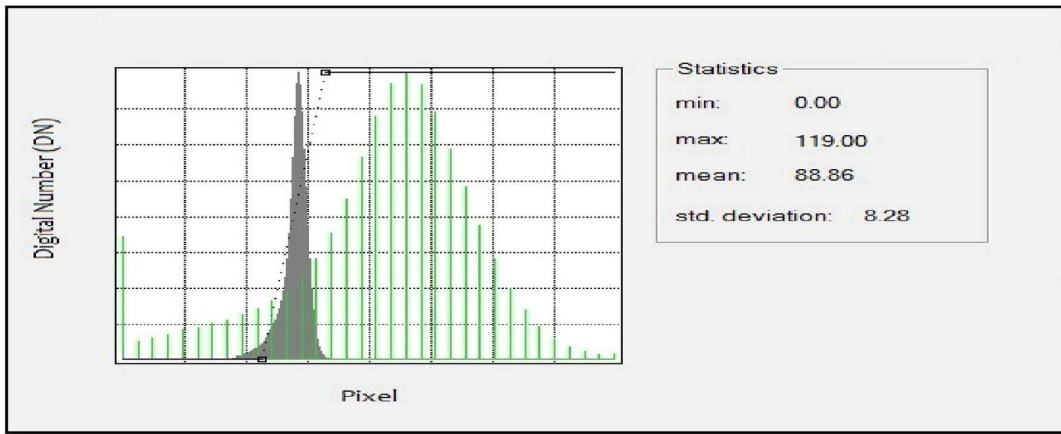 Digital Number (DN)
Pixel
Statistics
min: 0.00
max: 119.00
mean: 88.86
std. deviation: 8.28